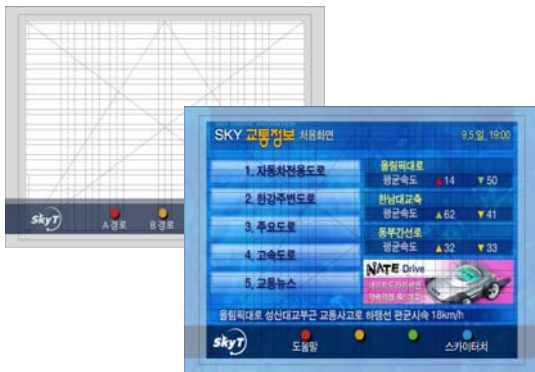 skyT
A경로 B경로
SKY 교통정보 처음화면 9.5.일. 19:00
1. 자동차전용도로
2. 한강주변도로
3. 주요도로
4. 고속도로
5. 교통뉴스
올림픽대로
평균속도 ▲14 ▼50
한남대교축
평균속도 ▲62 ▼41
동부간선로
평균속도 ▲32 ▼33
NATE Drive
올림픽대로 성신대교부근 교통사고로 하행선 평균시속 18km/h
skyT 도움말 스카이터치